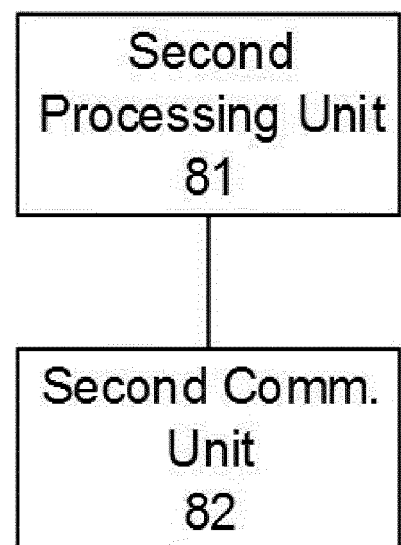 Second
Processing Unit
81
Second Comm.
Unit
82